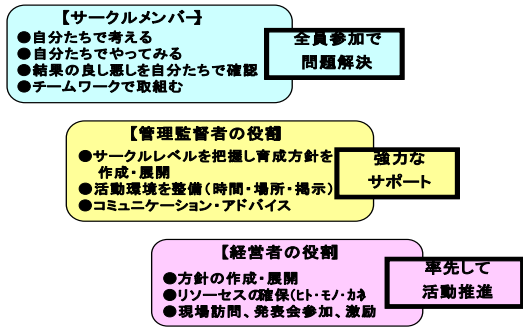 【サークルメンバー】
●自分たちで考える
●自分たちでやってみる
●結果の良し悪しを自分たちで確認
●チームワークで取組む
全員参加で
問題解決
【管理監督者の役割】
●サークルレベルを把握し育成方針を
作成・展開
●活動環境を整備(時間・場所・掲示)
●コミュニケーション・アドバイス
強力な
サポート
【経営者の役割】
●方針の作成・展開
●リソーセスの確保(ﾋﾄ・ﾓﾉ・ｶﾈ)
●現場訪問、発表会参加、激励
率先して
活動推進